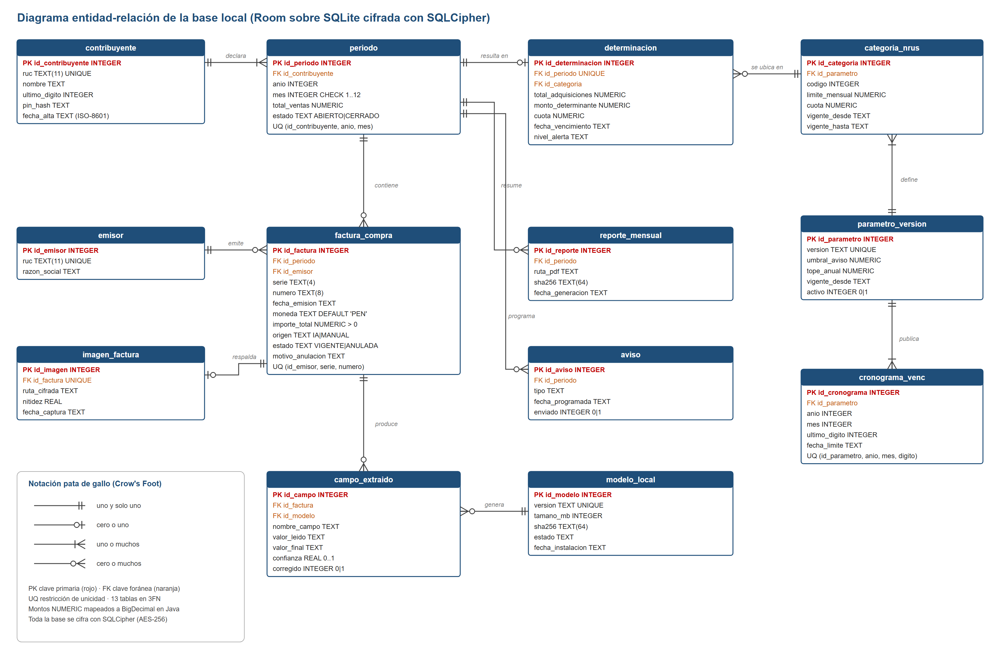 Diagrama entidad-relación de la base local (Room sobre SQLite cifrada con SQLCipher)
contribuyente
PK id_contribuyente INTEGER
ruc TEXT(11) UNIQUE
nombre TEXT
ultimo_digito INTEGER
pin_hash TEXT
fecha_alta TEXT (ISO-8601)
declara
periodo
PK id_periodo INTEGER
FK id_contribuyente
anio INTEGER
mes INTEGER CHECK 1..12
total_ventas NUMERIC
estado TEXT ABIERTO|CERRADO
UQ (id_contribuyente, anio, mes)
resulta en
determinacion
PK id_determinacion INTEGER
FK id_periodo UNIQUE
FK id_categoria
total_adquisiciones NUMERIC
monto_determinante NUMERIC
cuota NUMERIC
fecha_vencimiento TEXT
nivel_alerta TEXT
se ubica en
categoria_nrus
PK id_categoria INTEGER
FK id_parametro
codigo INTEGER
limite_mensual NUMERIC
cuota NUMERIC
vigente_desde TEXT
vigente_hasta TEXT
contiene
resume
define
emisor
PK id_emisor INTEGER
ruc TEXT(11) UNIQUE
razon_social TEXT
emite
factura_compra
PK id_factura INTEGER
FK id_periodo
FK id_emisor
serie TEXT(4)
numero TEXT(8)
fecha_emision TEXT
moneda TEXT DEFAULT 'PEN'
importe_total NUMERIC > 0
origen TEXT IA|MANUAL
estado TEXT VIGENTE|ANULADA
motivo_anulacion TEXT
UQ (id_emisor, serie, numero)
reporte_mensual
PK id_reporte INTEGER
FK id_periodo
ruta_pdf TEXT
sha256 TEXT(64)
fecha_generacion TEXT
parametro_version
PK id_parametro INTEGER
version TEXT UNIQUE
umbral_aviso NUMERIC
tope_anual NUMERIC
vigente_desde TEXT
activo INTEGER 0|1
programa
publica
imagen_factura
PK id_imagen INTEGER
FK id_factura UNIQUE
ruta_cifrada TEXT
nitidez REAL
fecha_captura TEXT
respalda
aviso
PK id_aviso INTEGER
FK id_periodo
tipo TEXT
fecha_programada TEXT
enviado INTEGER 0|1
cronograma_venc
PK id_cronograma INTEGER
FK id_parametro
anio INTEGER
mes INTEGER
ultimo_digito INTEGER
fecha_limite TEXT
UQ (id_parametro, anio, mes, digito)
produce
campo_extraido
PK id_campo INTEGER
FK id_factura
FK id_modelo
nombre_campo TEXT
valor_leido TEXT
valor_final TEXT
confianza REAL 0..1
corregido INTEGER 0|1
genera
modelo_local
PK id_modelo INTEGER
version TEXT UNIQUE
tamano_mb INTEGER
sha256 TEXT(64)
estado TEXT
fecha_instalacion TEXT
Notación pata de gallo (Crow's Foot)
uno y solo uno
cero o uno
uno o muchos
cero o muchos
PK clave primaria (rojo) · FK clave foránea (naranja)
UQ restricción de unicidad · 13 tablas en 3FN
Montos NUMERIC mapeados a BigDecimal en Java
Toda la base se cifra con SQLCipher (AES-256)